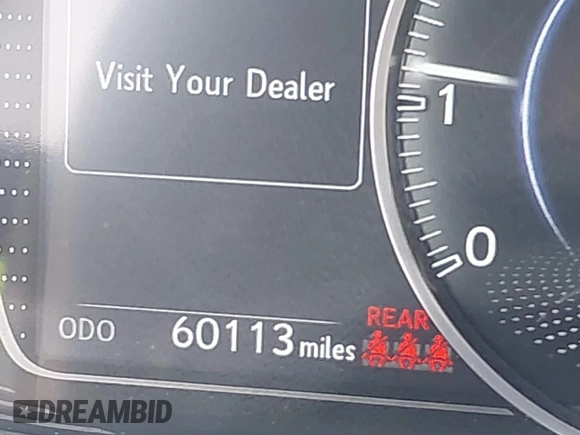 Visit Your Dealer
1
0
ODO 60113 miles
REAR
DREAMBID